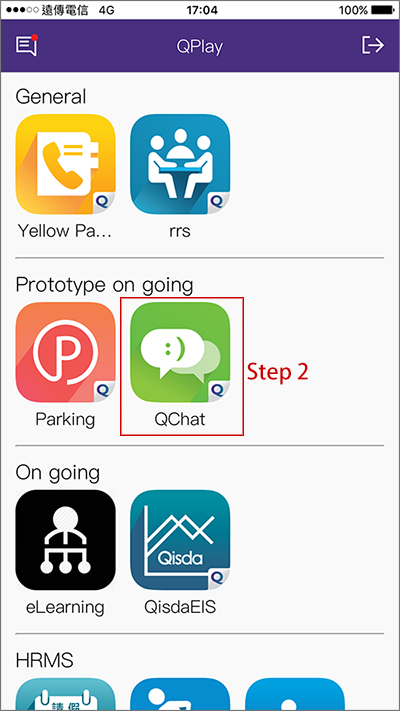 遠傳電信 4G 17:04 100%
QPlay
General
Q
Yellow Pa... rrs
Prototype on going
P Q :) Q
Step 2
Parking QChat
On going
Qisda
Q
eLearning QisdaEIS
HRMS
請假